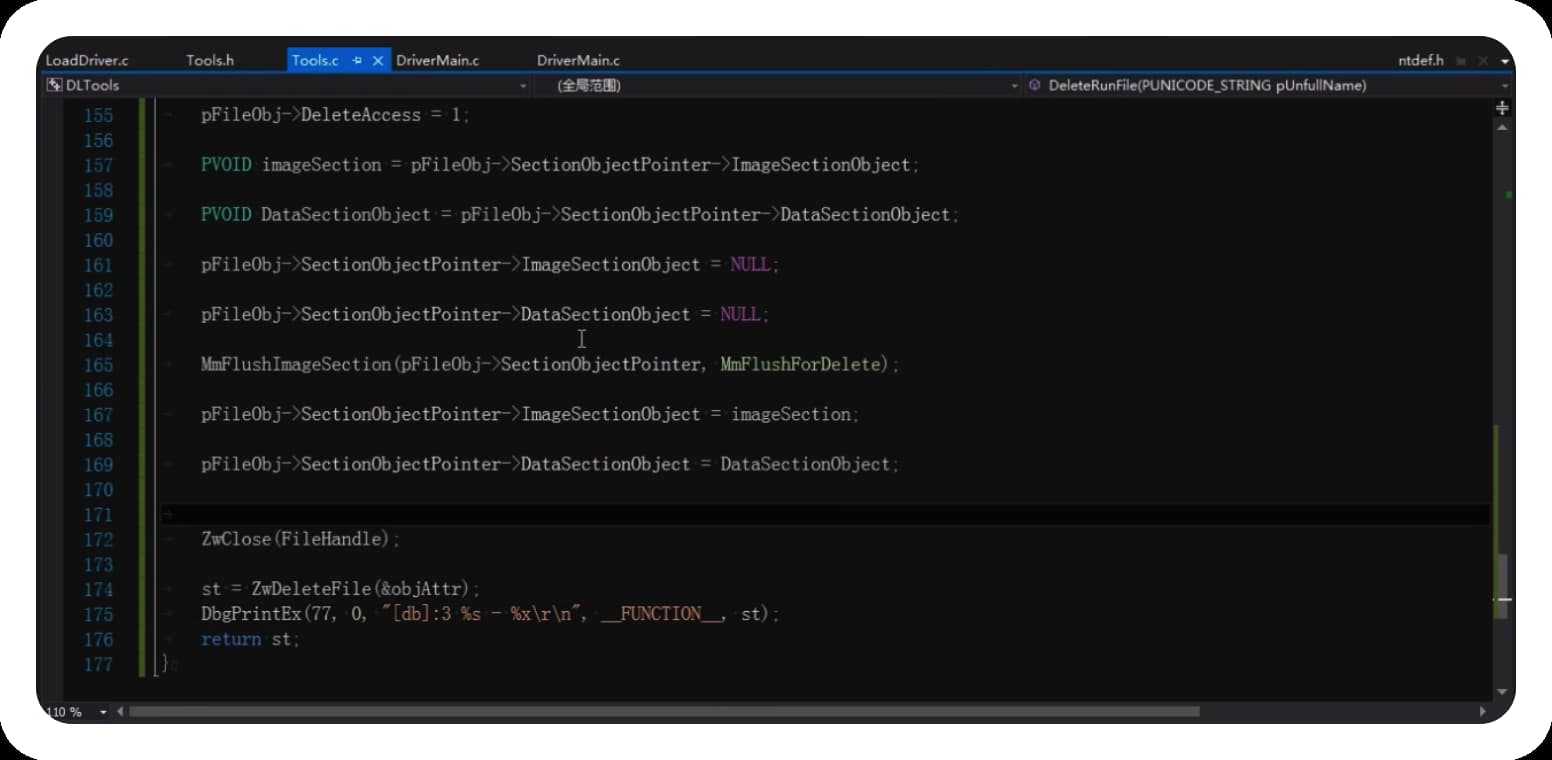 LoadDriver.c Tools.h Tools.c DriverMain.c DriverMain.c ntdef.h
DLTools (全局范围) DeleteRunFile(PUNICODE_STRING pUnfullName)
155 pFileObj->DeleteAccess = 1;
156
157 PVOID imageSection = pFileObj->SectionObjectPointer->ImageSectionObject;
158
159 PVOID DataSectionObject = pFileObj->SectionObjectPointer->DataSectionObject;
160
161 pFileObj->SectionObjectPointer->ImageSectionObject = NULL;
162
163 pFileObj->SectionObjectPointer->DataSectionObject = NULL;
164
165 MmFlushImageSection(pFileObj->SectionObjectPointer, MmFlushForDelete);
166
167 pFileObj->SectionObjectPointer->ImageSectionObject = imageSection;
168
169 pFileObj->SectionObjectPointer->DataSectionObject = DataSectionObject;
170
171
172 ZwClose(FileHandle);
173
174 st = ZwDeleteFile(&objAttr);
175 DbgPrintEx(77, 0, "[db]:3 %s - %x\r\n", __FUNCTION__, st);
176 return st;
177 }
110 %